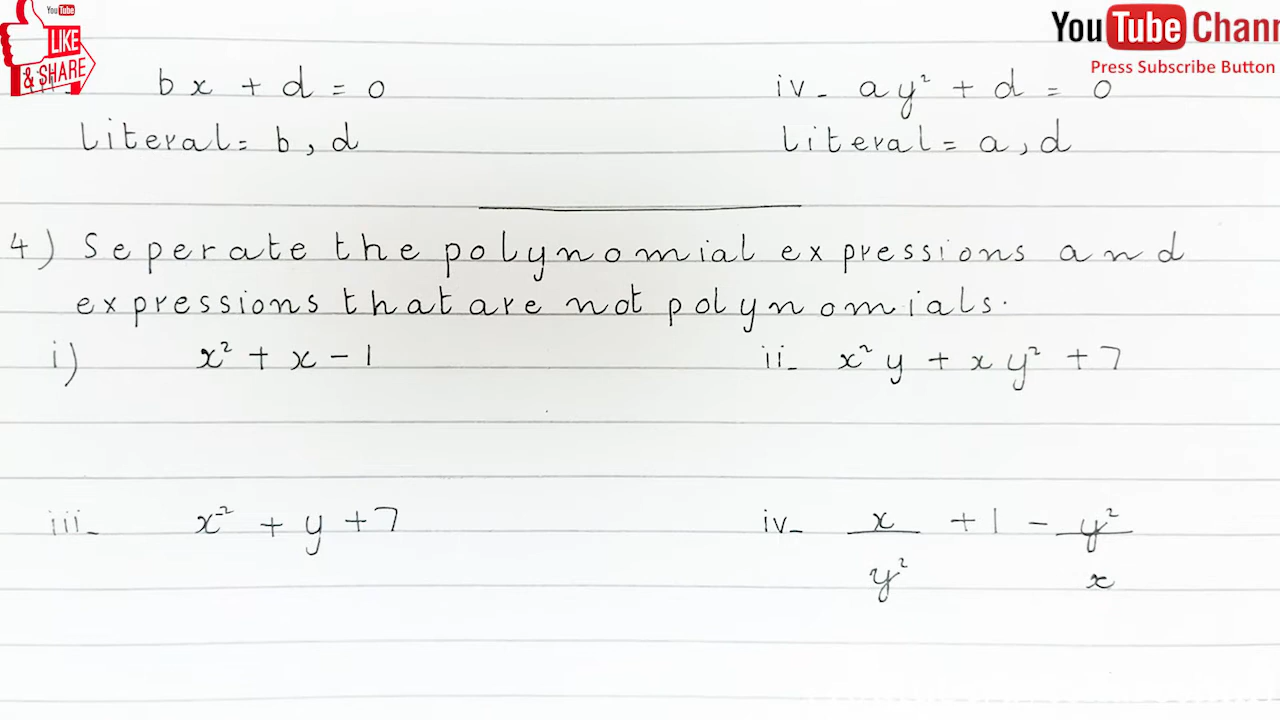 YouTube
LIKE
& SHARE
YouTube Chann
Press Subscribe Button
bx + d = 0
iv- ay² + d = 0
literal = b, d
literal = a, d
4) Seperate the polynomial expressions and
expressions that are not polynomials.
i) x² + x - 1
ii- x²y + xy² + 7
iii- x⁻² + y + 7
iv- x/y² + 1 - y²/x